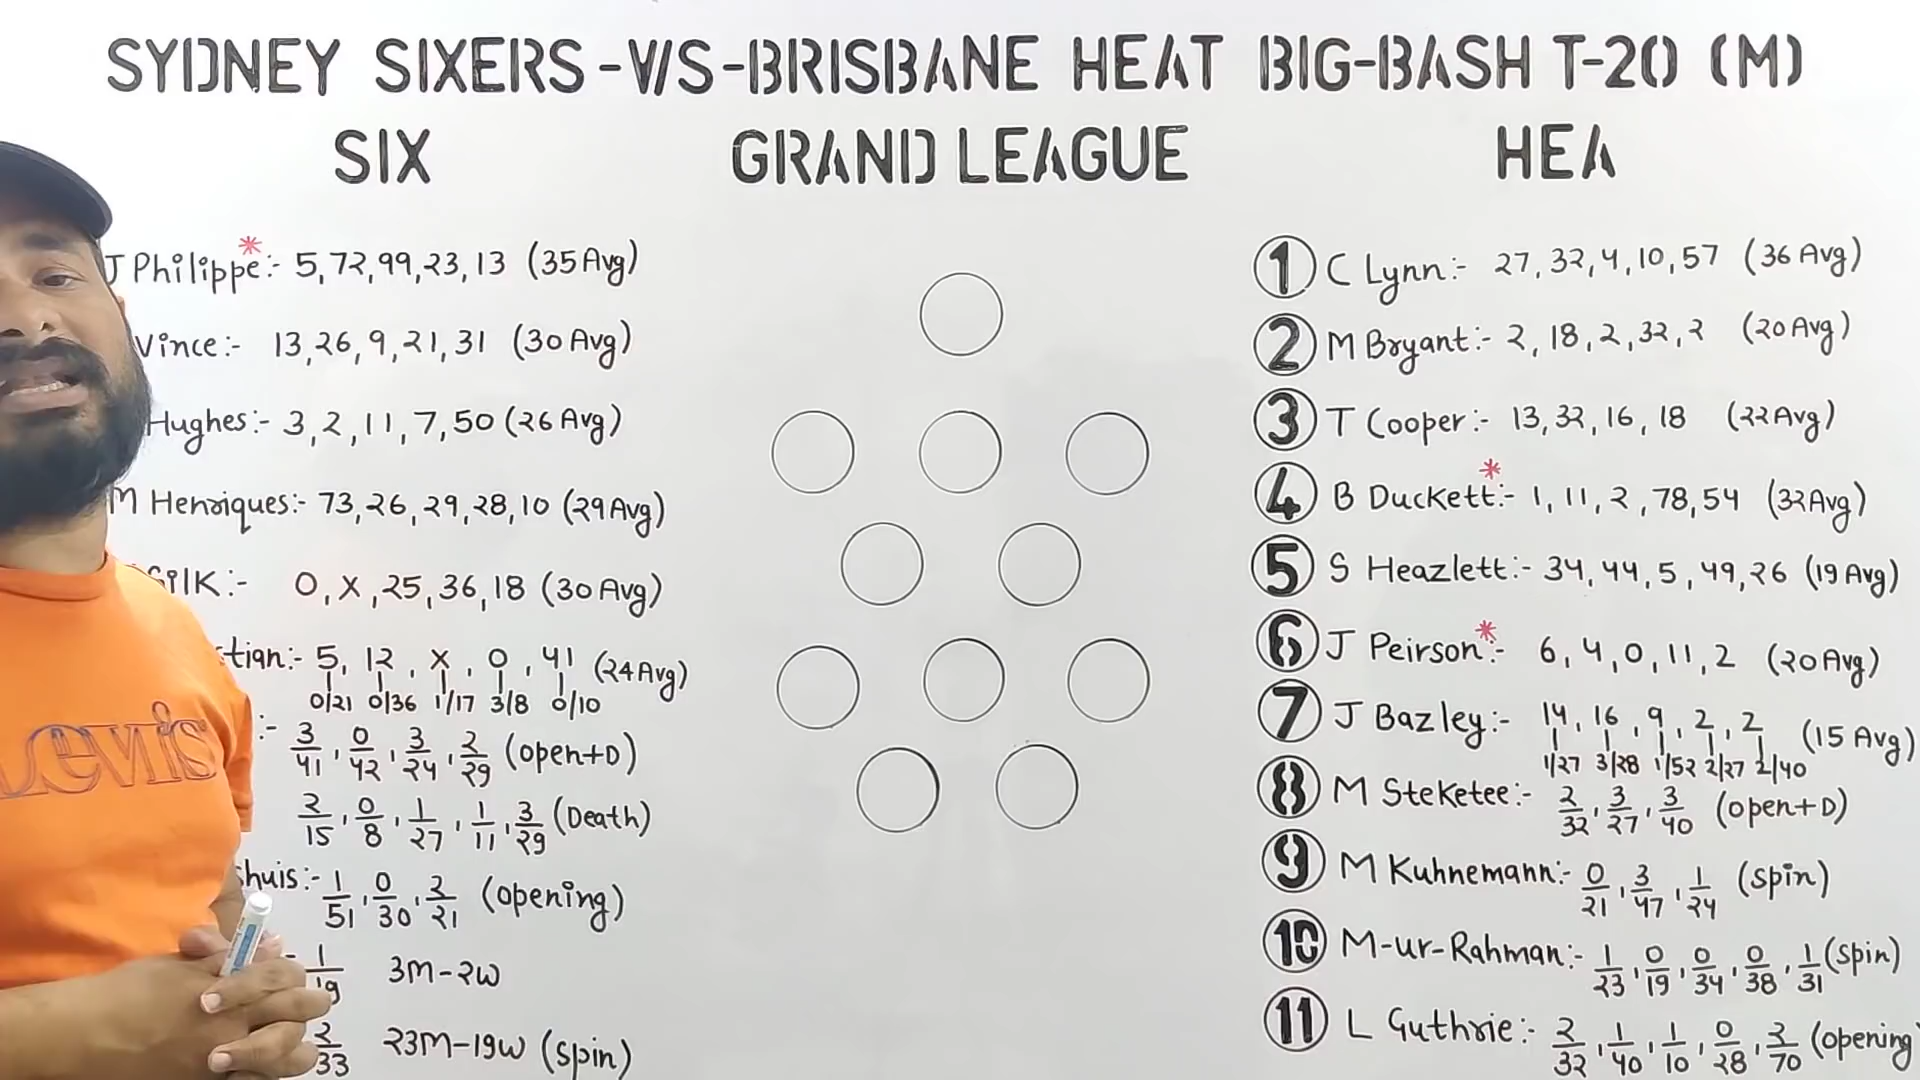 SYDNEY SIXERS -V/S- BRISBANE HEAT BIG-BASH T-20 (M)
SIX
GRAND LEAGUE
HEA
J Philippe*:- 5,72,99,23,13 (35 Avg)
Vince:- 13,26,9,21,31 (30 Avg)
Hughes:- 3,2,11,7,50 (26 Avg)
M Henriques:- 73,26,29,28,10 (29 Avg)
Silk:- 0,X,25,36,18 (30 Avg)
tian:- 5, 12, X, 0, 41 (24 Avg)
0/21 0/36 1/17 3/8 0/10
:- 3/41, 0/42, 3/24, 2/29 (open+D)
2/15, 0/8, 1/27, 1/11, 3/29 (Death)
shuis:- 1/51, 0/30, 2/21 (opening)
:- 1/19 3M-2W
2/33 23M-19W (spin)
1 C Lynn:- 27,32,4,10,57 (36 Avg)
2 M Bryant:- 2,18,2,32,2 (20 Avg)
3 T Cooper:- 13,32,16,18 (22 Avg)
4 B Duckett*:- 1,11,2,78,54 (32 Avg)
5 S Heazlett:- 34,44,5,49,26 (19 Avg)
6 J Peirson*:- 6,4,0,11,2 (20 Avg)
7 J Bazley:- 14, 16, 9, 2, 2 (15 Avg)
1/27 3/28 1/52 2/27 2/40
8 M Steketee:- 2/32, 3/27, 3/40 (open+D)
9 M Kuhnemann:- 0/21, 3/47, 1/24 (spin)
10 M-ur-Rahman:- 1/23, 0/19, 0/34, 0/38, 1/31 (spin)
11 L Guthrie:- 2/32, 1/40, 1/10, 0/28, 2/70 (opening
Levi's